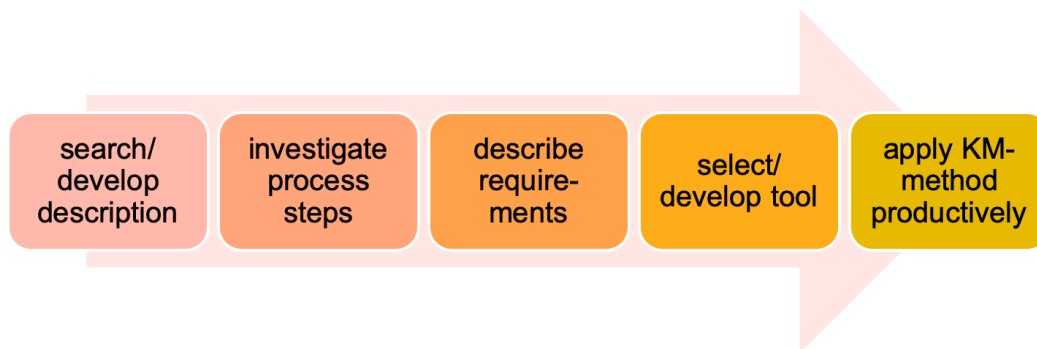 search/
develop
description
investigate
process
steps
describe
require-
ments
select/
develop tool
apply KM-
method
productively